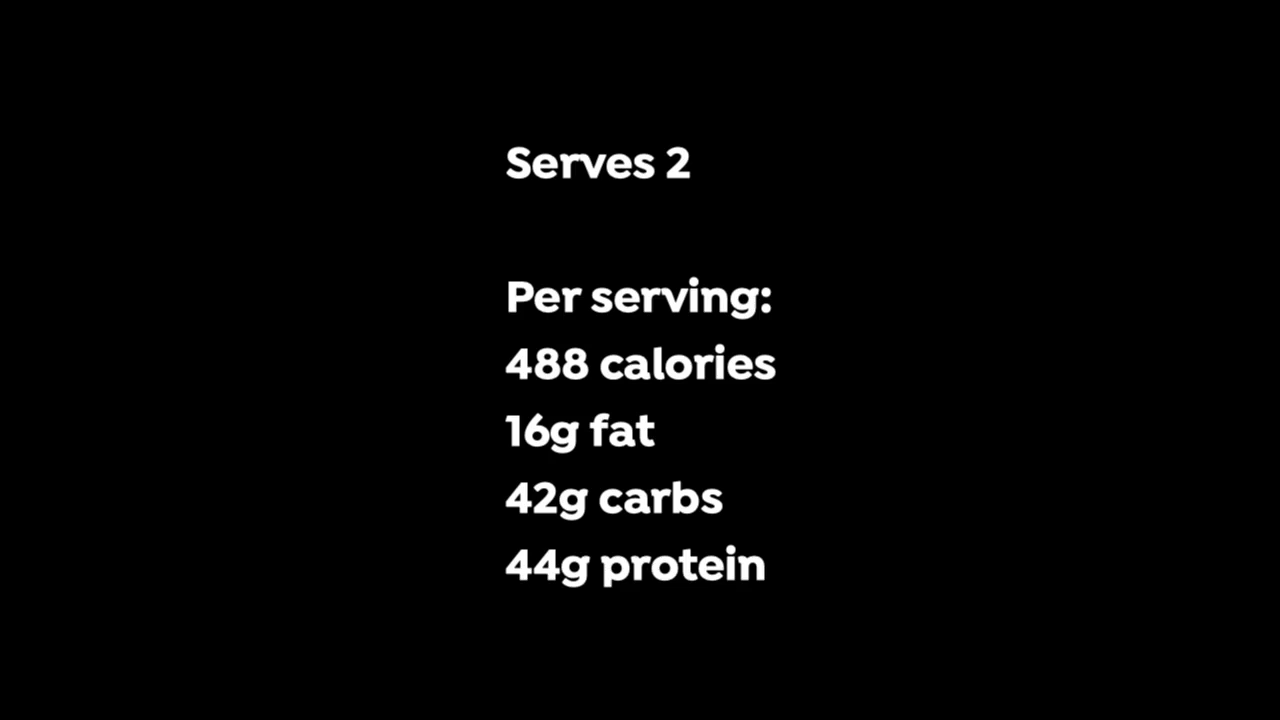 Serves 2
Per serving:
488 calories
16g fat
42g carbs
44g protein